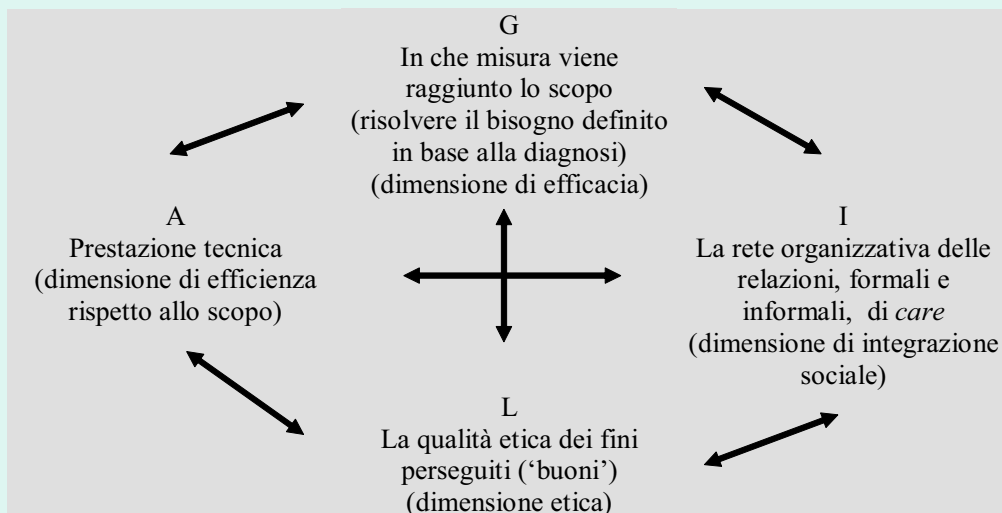 G
In che misura viene
raggiunto lo scopo
(risolvere il bisogno definito
in base alla diagnosi)
(dimensione di efficacia)
A
Prestazione tecnica
(dimensione di efficienza
rispetto allo scopo)
I
La rete organizzativa delle
relazioni, formali e
informali, di care
(dimensione di integrazione
sociale)
L
La qualità etica dei fini
perseguiti (‘buoni’)
(dimensione etica)